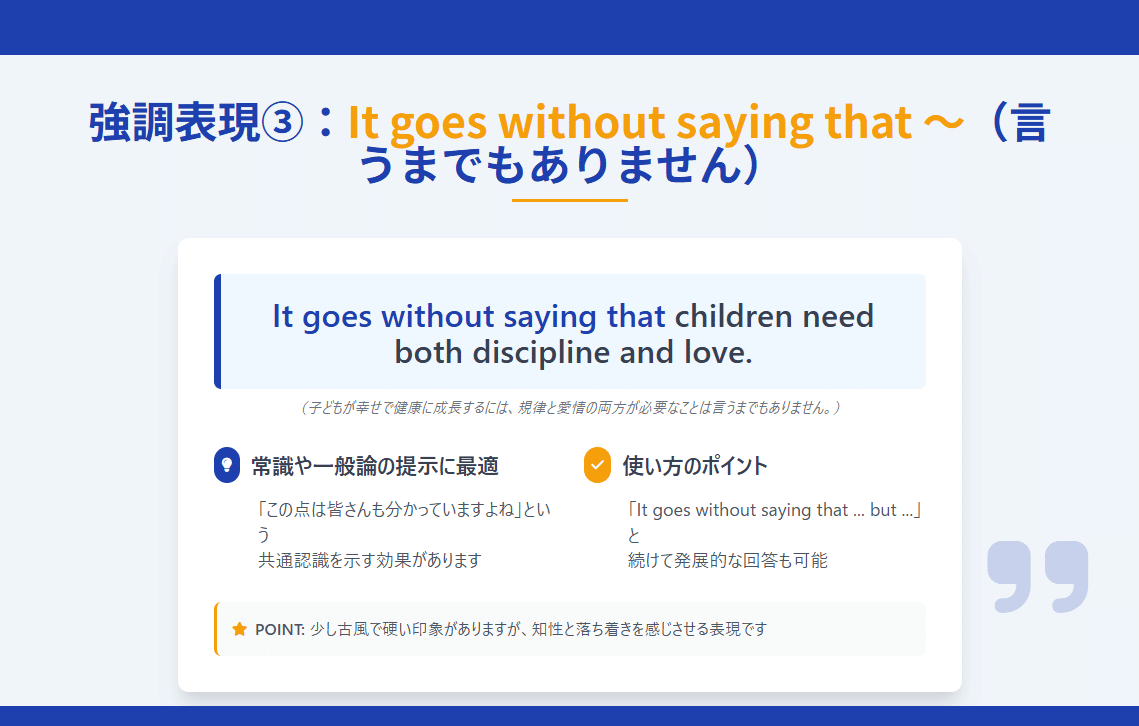 強調表現③：It goes without saying that ～（言
うまでもありません）
It goes without saying that children need
both discipline and love.
（子どもが幸せで健康に成長するには、規律と愛情の両方が必要なことは言うまでもありません。）
常識や一般論の提示に最適
「この点は皆さんも分かっていますよね」とい
う
共通認識を示す効果があります
使い方のポイント
「It goes without saying that ... but ...」
と
続けて発展的な回答も可能
POINT: 少し古風で硬い印象がありますが、知性と落ち着きを感じさせる表現です